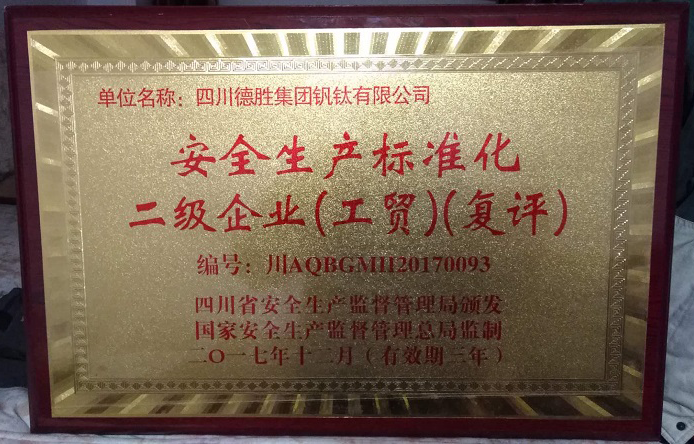 单位名称：四川德胜集团钒钛有限公司
安全生产标准化
二级企业(工贸)(复评)
编号：川AQBGMII20170093
四川省安全生产监督管理局颁发
国家安全生产监督管理总局监制
二〇一七年十二月（有效期三年）